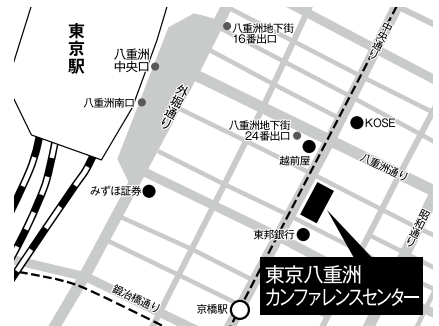 東京駅
八重洲
中央口
八重洲南口
外堀通り
八重洲地下街
16番出口
中央通り
八重洲地下街
24番出口
KOSE
越前屋
八重洲通り
みずほ証券
昭和通り
東邦銀行
東京八重洲
カンファレンスセンター
鍛冶橋通り
京橋駅